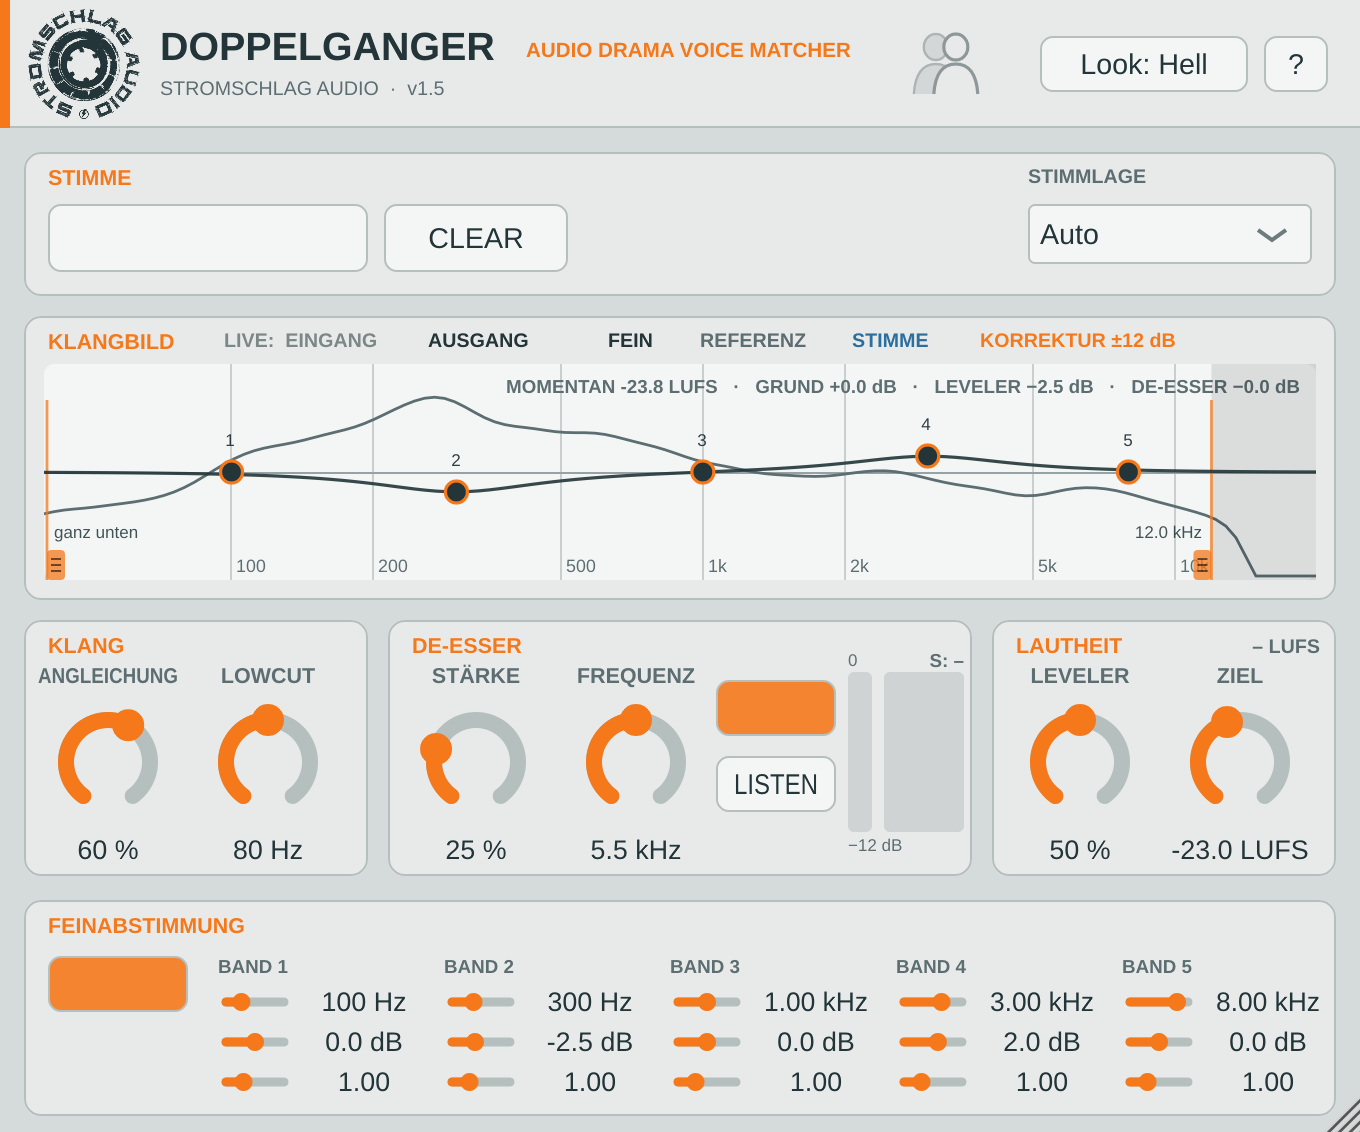 STROMSCHLAG AUDIO
DOPPELGANGER
AUDIO DRAMA VOICE MATCHER
STROMSCHLAG AUDIO · v1.5
Look: Hell
?
STIMME
STIMMLAGE
CLEAR
Auto
KLANGBILD
LIVE: EINGANG
AUSGANG
FEIN
REFERENZ
STIMME
KORREKTUR ±12 dB
MOMENTAN -23.8 LUFS · GRUND +0.0 dB · LEVELER −2.5 dB · DE-ESSER −0.0 dB
1
2
3
4
5
ganz unten
12.0 kHz
100
200
500
1k
2k
5k
KLANG
ANGLEICHUNG
LOWCUT
60 %
80 Hz
DE-ESSER
STÄRKE
FREQUENZ
25 %
5.5 kHz
LISTEN
0
S: –
−12 dB
LAUTHEIT
– LUFS
LEVELER
ZIEL
50 %
-23.0 LUFS
FEINABSTIMMUNG
BAND 1
BAND 2
BAND 3
BAND 4
BAND 5
100 Hz
300 Hz
1.00 kHz
3.00 kHz
8.00 kHz
0.0 dB
-2.5 dB
0.0 dB
2.0 dB
0.0 dB
1.00
1.00
1.00
1.00
1.00